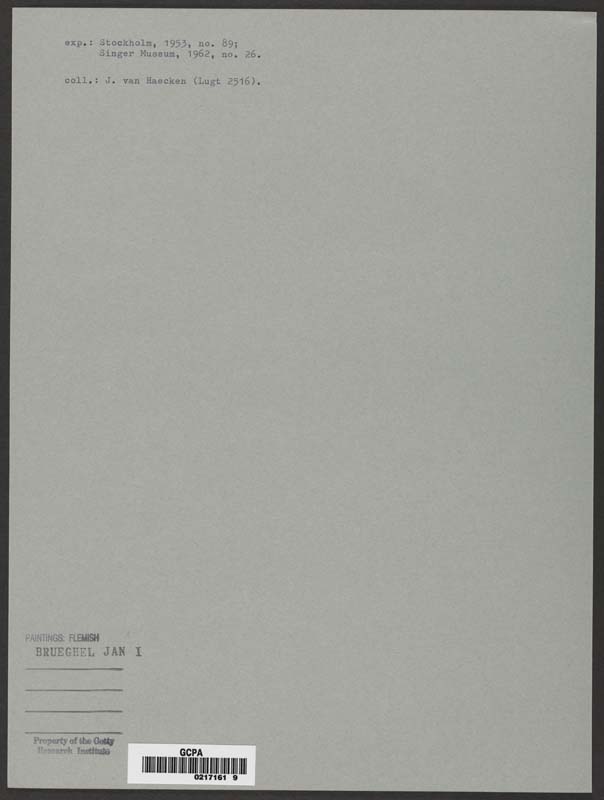 exp.: Stockholm, 1953, no. 89;
Singer Museum, 1962, no. 26.
coll.: J. van Haecken (Lugt 2516).
PAINTINGS: FLEMISH
BRUEGHEL JAN I
Property of the Getty
Research Institute
GCPA
0217161 9